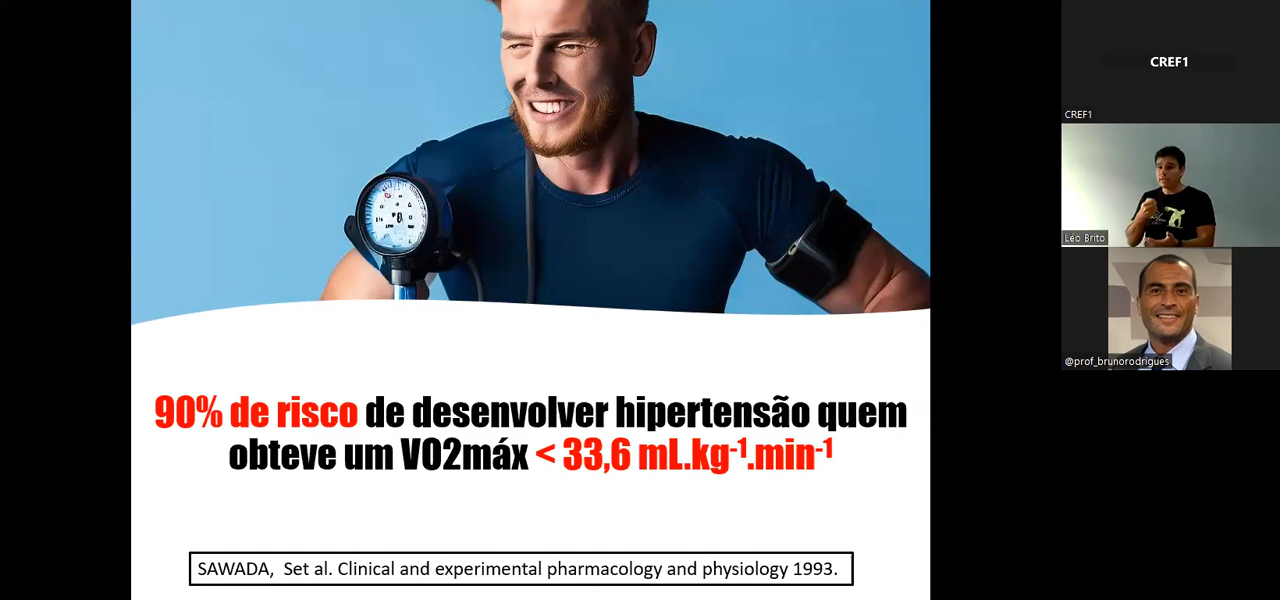 90% de risco de desenvolver hipertensão quem
obteve um VO2máx < 33,6 mL.kg-¹.min-¹
SAWADA, Set al. Clinical and experimental pharmacology and physiology 1993.
CREF1
CREF1
Léo Brito
@prof_brunorodrigues